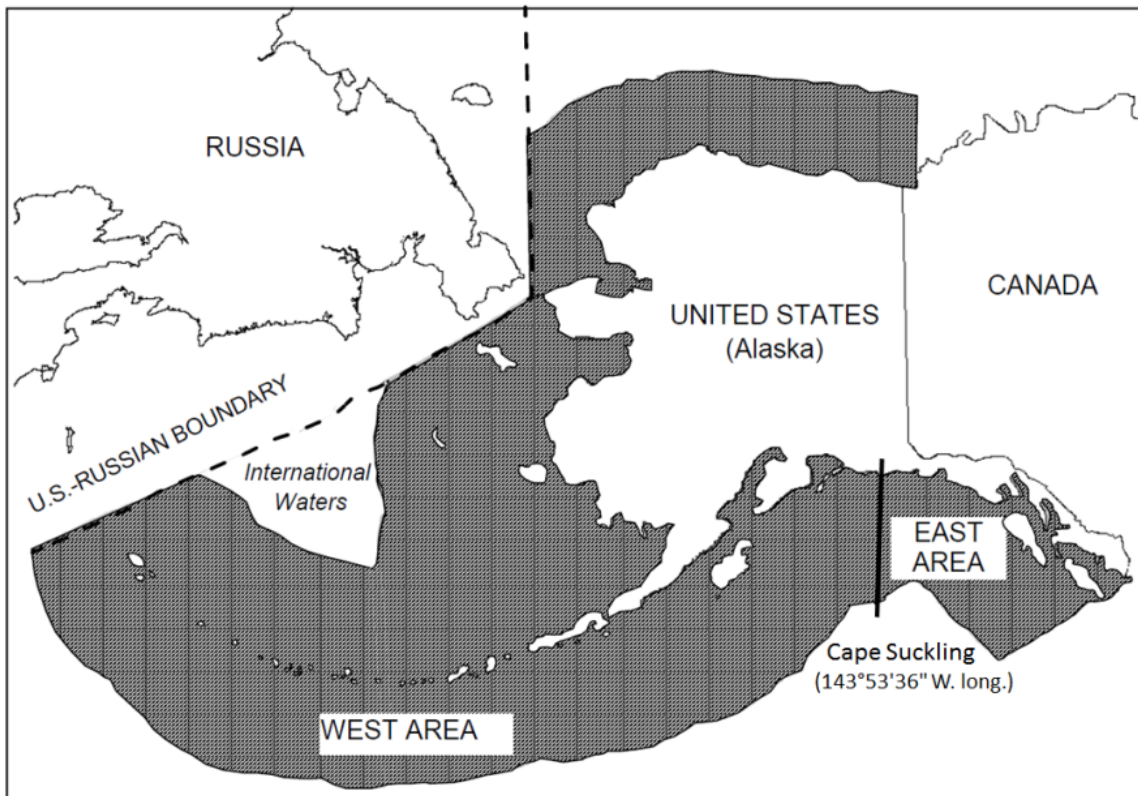 RUSSIA
CANADA
UNITED STATES
(Alaska)
U.S.-RUSSIAN BOUNDARY
International
Waters
EAST
AREA
Cape Suckling
(143°53'36" W. long.)
WEST AREA